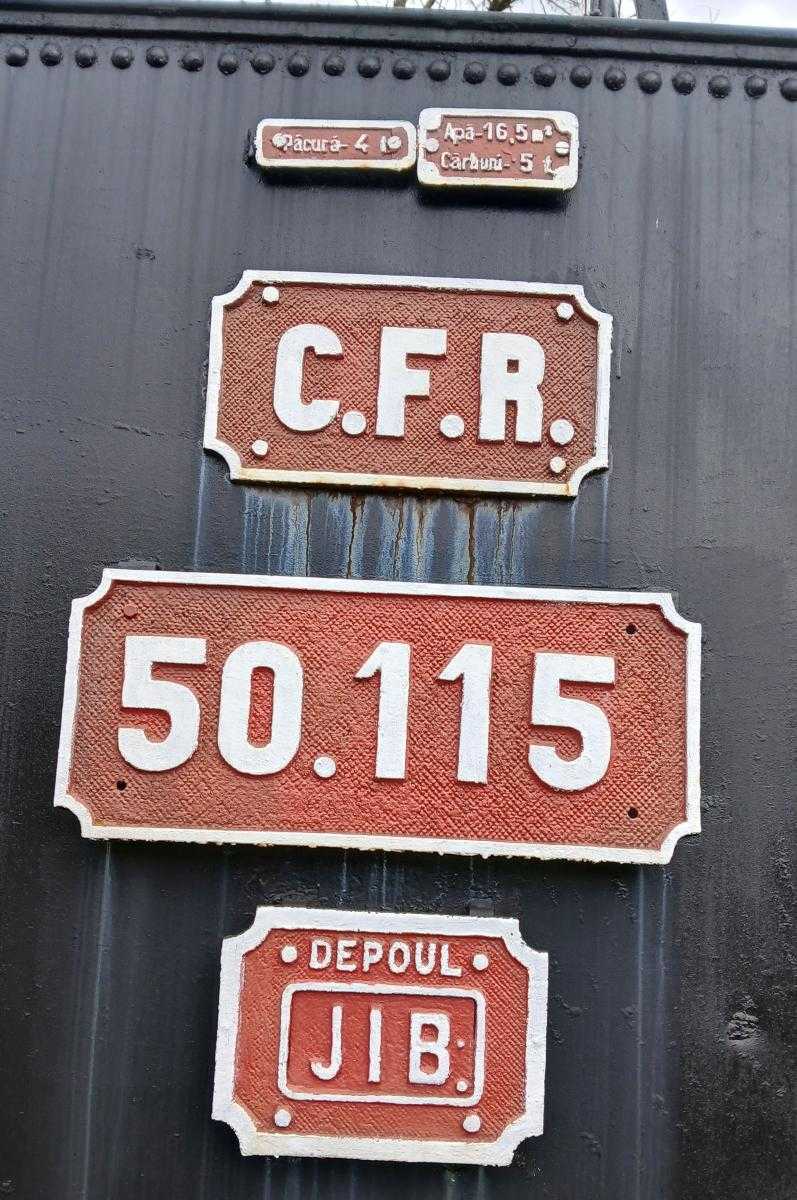 Păcură-4 t
Apă-16,5 m³
Cărbuni-5 t
C.F.R.
50.115
DEPOUL
JIB.